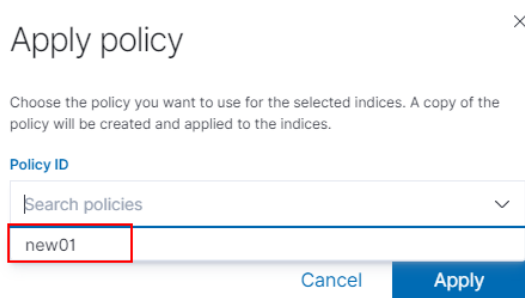 Apply policy
Choose the policy you want to use for the selected indices. A copy of the
policy will be created and applied to the indices.
Policy ID
Search policies
new01
Cancel
Apply